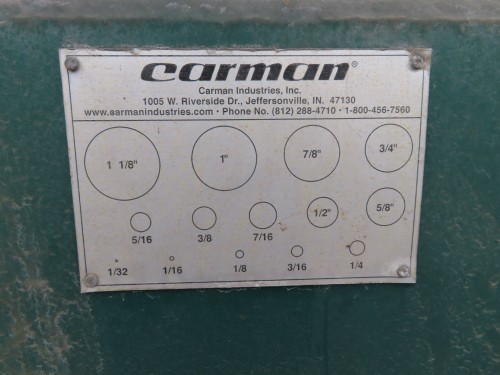 carman®
Carman Industries, Inc.
1005 W. Riverside Dr., Jeffersonville, IN. 47130
www.carmanindustries.com • Phone No. (812) 288-4710 • 1-800-456-7560
1 1/8" 1" 7/8" 3/4"
5/16 3/8 7/16 1/2" 5/8"
1/32 1/16 1/8 3/16 1/4